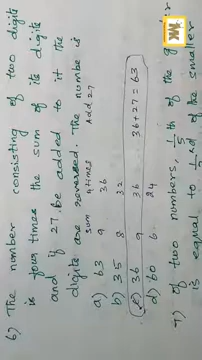 6) The number consisting of two digits
is four times the sum of its digits
and if 27 be added to it the
digits are reversed. The number is
sum 4 times Add 27
a) 63 9 36
b) 35 8 32
c) 36 9 36 36+27=63
d) 60 6 24
7) Of two numbers, 1/5 th of the
is equal to 1/3 rd of the smaller